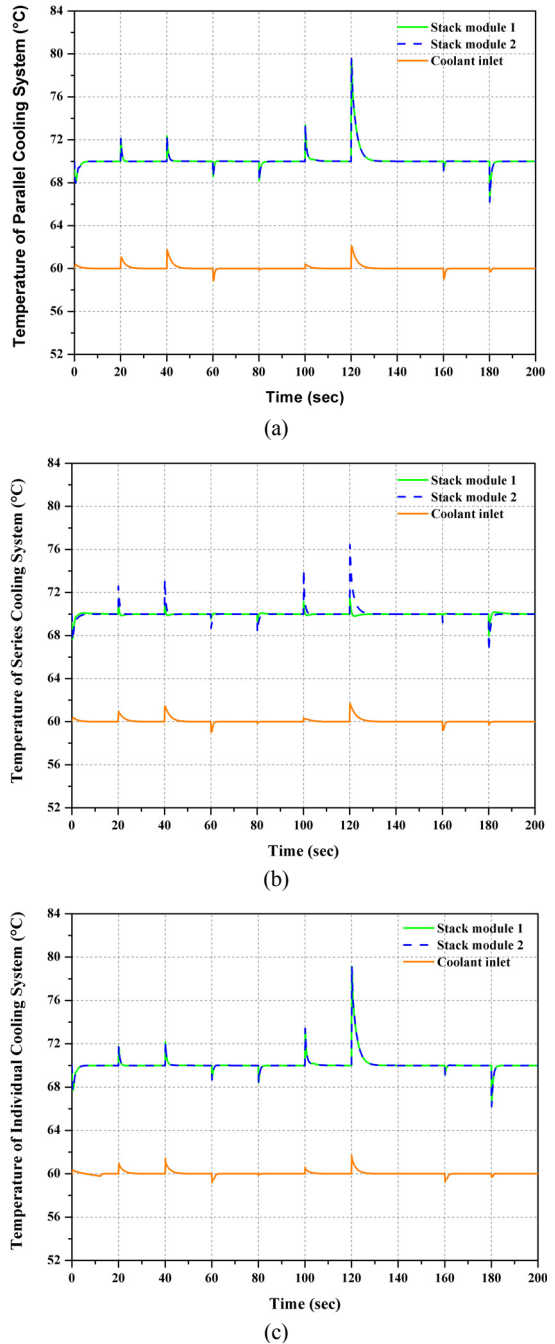 (a)
84
80
76
72
68
64
60
56
52
Temperature of Parallel Cooling System (°C)
Stack module 1
Stack module 2
Coolant inlet
0 20 40 60 80 100 120 140 160 180 200
Time (sec)
(a)
84
80
76
72
68
64
60
56
52
Temperature of Series Cooling System (°C)
Stack module 1
Stack module 2
Coolant inlet
0 20 40 60 80 100 120 140 160 180 200
Time (sec)
(b)
84
80
76
72
68
64
60
56
52
Temperature of Individual Cooling System (°C)
Stack module 1
Stack module 2
Coolant inlet
0 20 40 60 80 100 120 140 160 180 200
Time (sec)
(c)